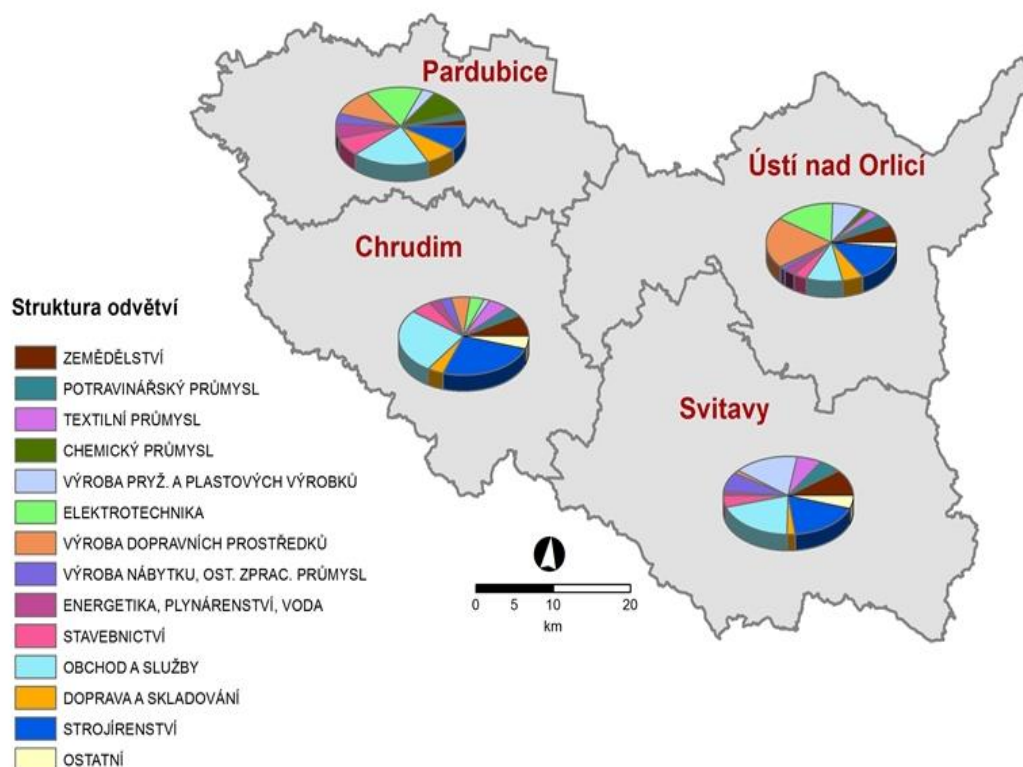 Pardubice
Ústí nad Orlicí
Chrudim
Svitavy
Struktura odvětví
ZEMĚDĚLSTVÍ
POTRAVINÁŘSKÝ PRŮMYSL
TEXTILNÍ PRŮMYSL
CHEMICKÝ PRŮMYSL
VÝROBA PRYŽ. A PLASTOVÝCH VÝROBKŮ
ELEKTROTECHNIKA
VÝROBA DOPRAVNÍCH PROSTŘEDKŮ
VÝROBA NÁBYTKU, OST. ZPRAC. PRŮMYSL
ENERGETIKA, PLYNÁRENSTVÍ, VODA
STAVEBNICTVÍ
OBCHOD A SLUŽBY
DOPRAVA A SKLADOVÁNÍ
STROJÍRENSTVÍ
OSTATNÍ
0 5 10 20
km